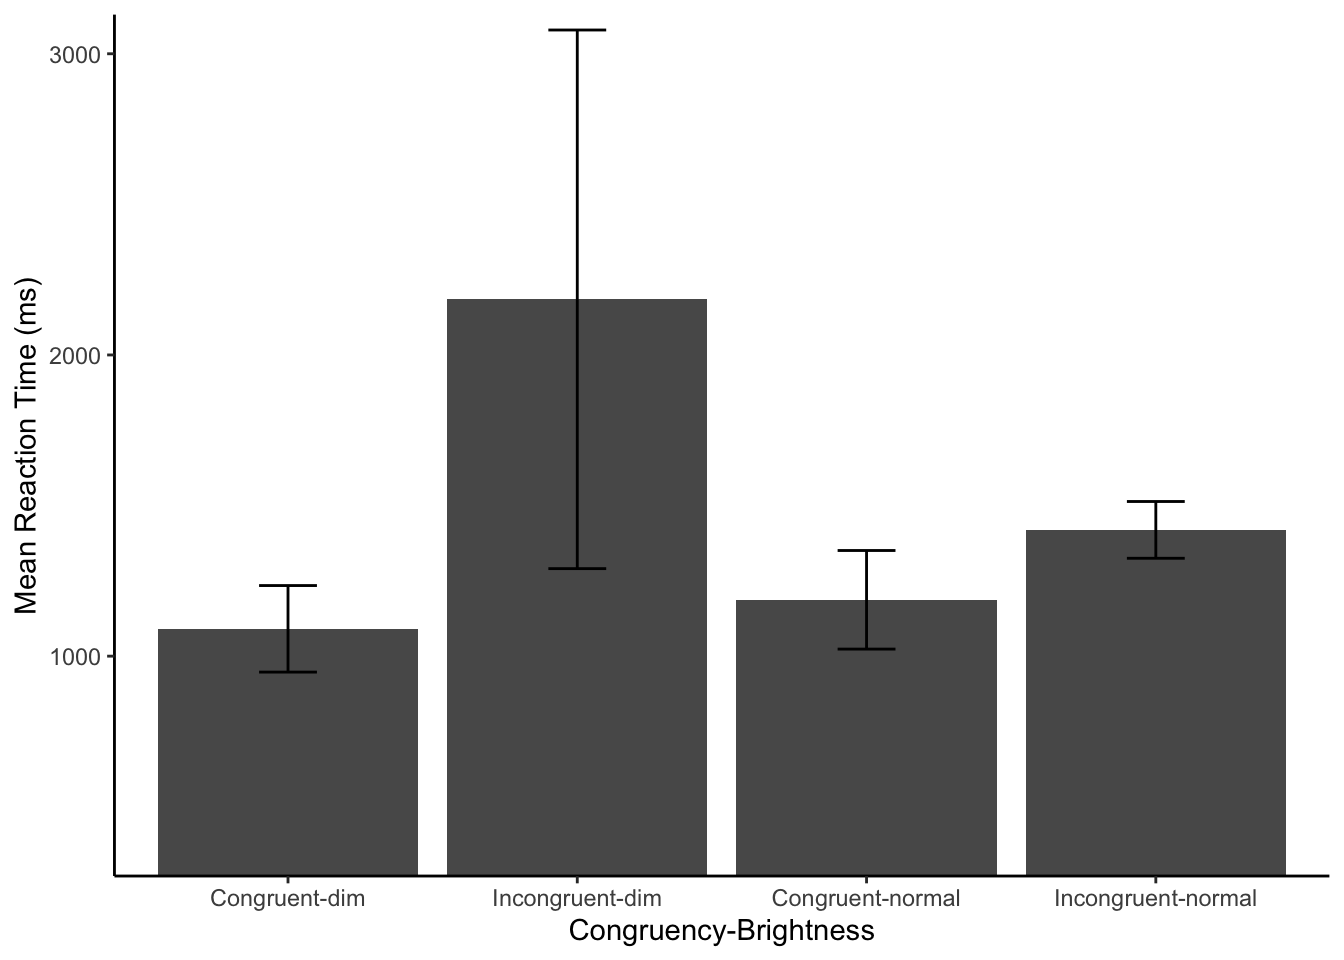 Mean Reaction Time (ms)
3000
2000
1000
Congruent-dim
Incongruent-dim
Congruent-normal
Incongruent-normal
Congruency-Brightness